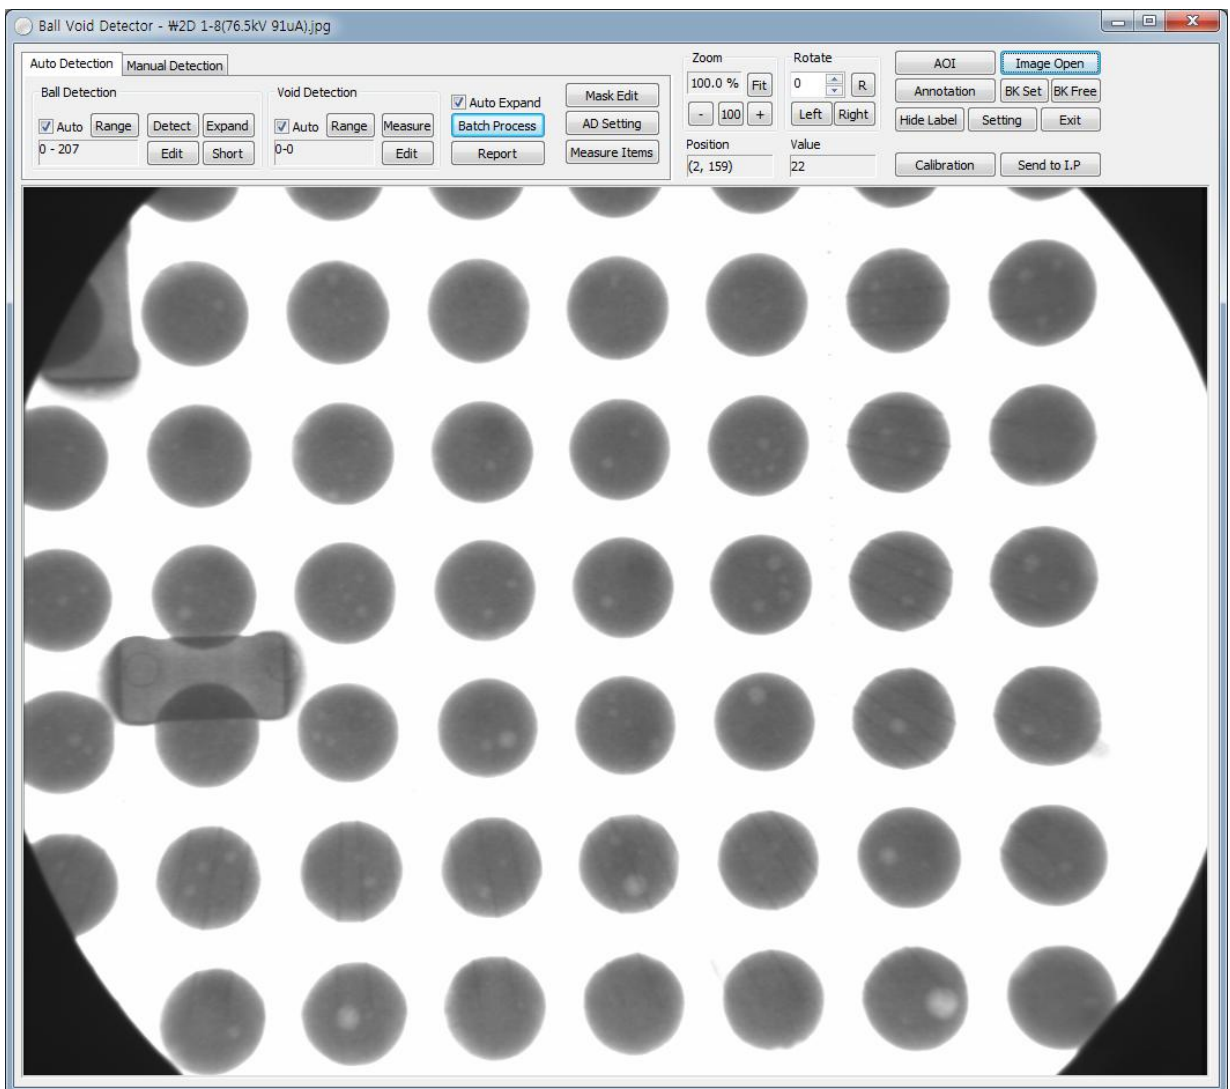 Ball Void Detector - ₩2D 1-8(76.5kV 91uA).jpg
Auto Detection Manual Detection
Ball Detection
Auto Range Detect Expand
0 - 207 Edit Short
Void Detection
Auto Range Measure
0-0 Edit
Auto Expand
Batch Process
Report
Mask Edit
AD Setting
Measure Items
Zoom
100.0 % Fit
- 100 +
Rotate
0 R
Left Right
Position
(2, 159)
Value
22
AOI Image Open
Annotation BK Set BK Free
Hide Label Setting Exit
Calibration Send to I.P